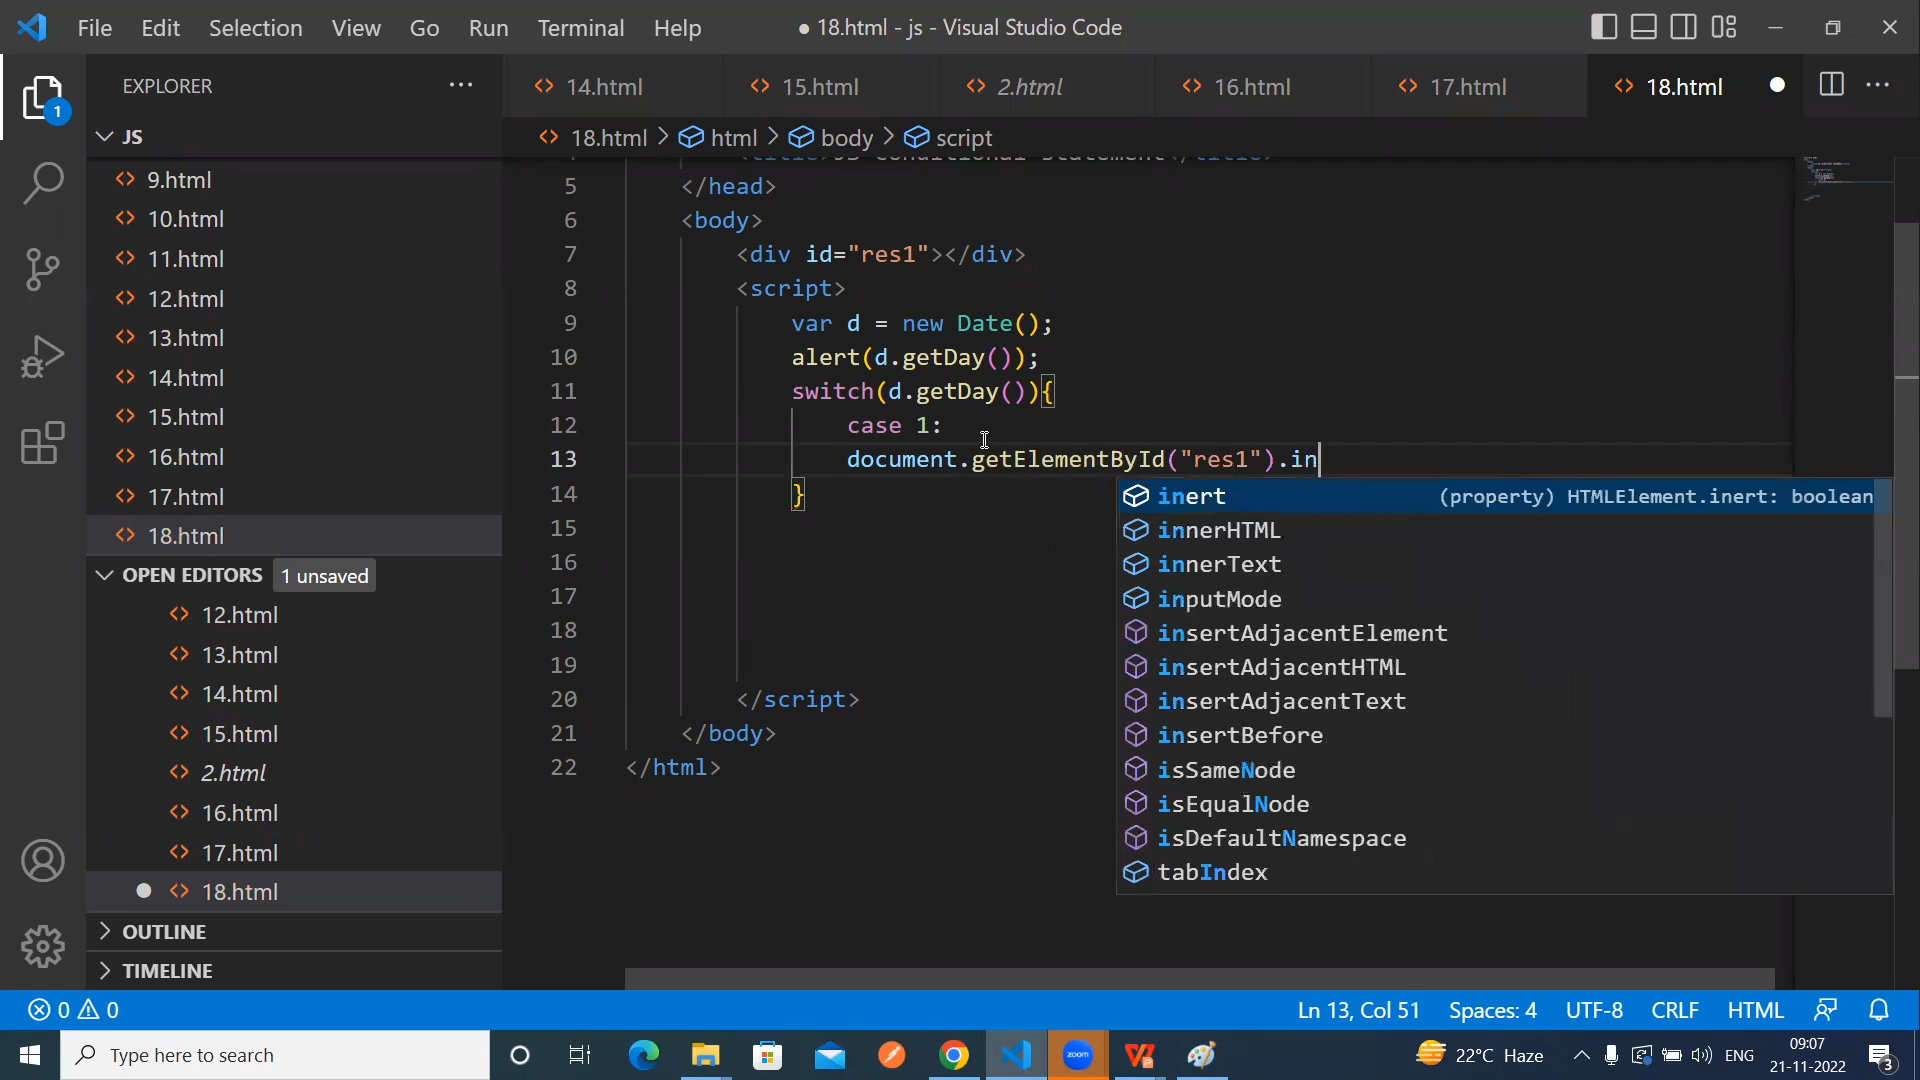 File Edit Selection View Go Run Terminal Help
● 18.html - js - Visual Studio Code
EXPLORER ···
14.html 15.html 2.html 16.html 17.html 18.html ● ···
1
JS
18.html > html > body > script
9.html
10.html
11.html
12.html
13.html
14.html
15.html
16.html
17.html
18.html
OPEN EDITORS 1 unsaved
12.html
13.html
14.html
15.html
2.html
16.html
17.html
● 18.html
OUTLINE
TIMELINE
<title>JS Conditional Statement</title>
5 </head>
6 <body>
7 <div id="res1"></div>
8 <script>
9 var d = new Date();
10 alert(d.getDay());
11 switch(d.getDay()){
12 case 1:
13 document.getElementById("res1").in
14 }
15
16
17
18
19
20 </script>
21 </body>
22 </html>
inert (property) HTMLElement.inert: boolean
innerHTML
innerText
inputMode
insertAdjacentElement
insertAdjacentHTML
insertAdjacentText
insertBefore
isSameNode
isEqualNode
isDefaultNamespace
tabIndex
0 0 Ln 13, Col 51 Spaces: 4 UTF-8 CRLF HTML
Type here to search
zoom
22°C Haze
ENG
09:07
21-11-2022
3